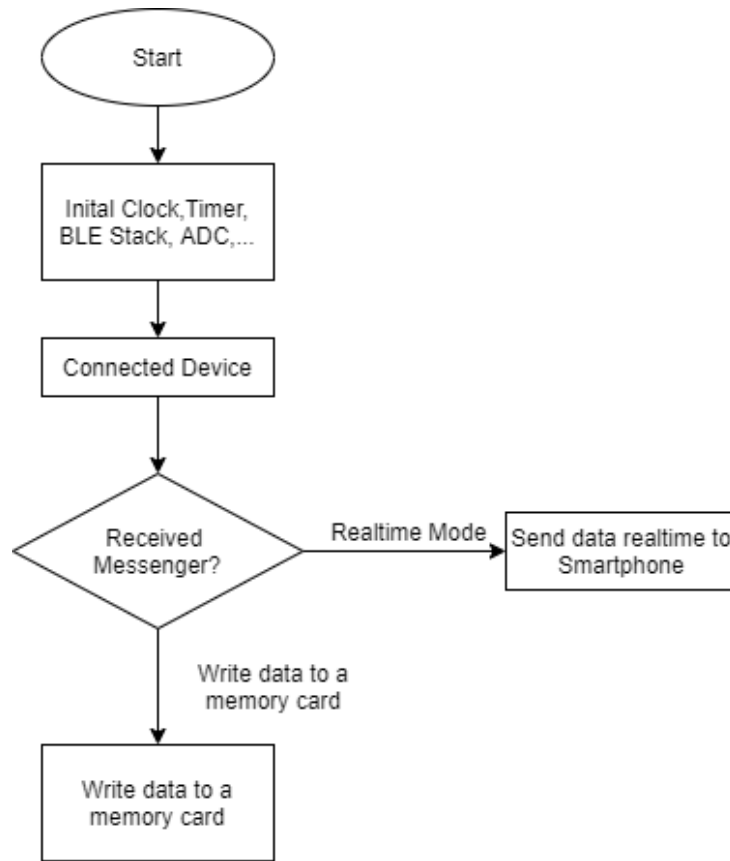 Start
Inital Clock,Timer,
BLE Stack, ADC,...
Connected Device
Received
Messenger?
Realtime Mode
Send data realtime to
Smartphone
Write data to a
memory card
Write data to a
memory card